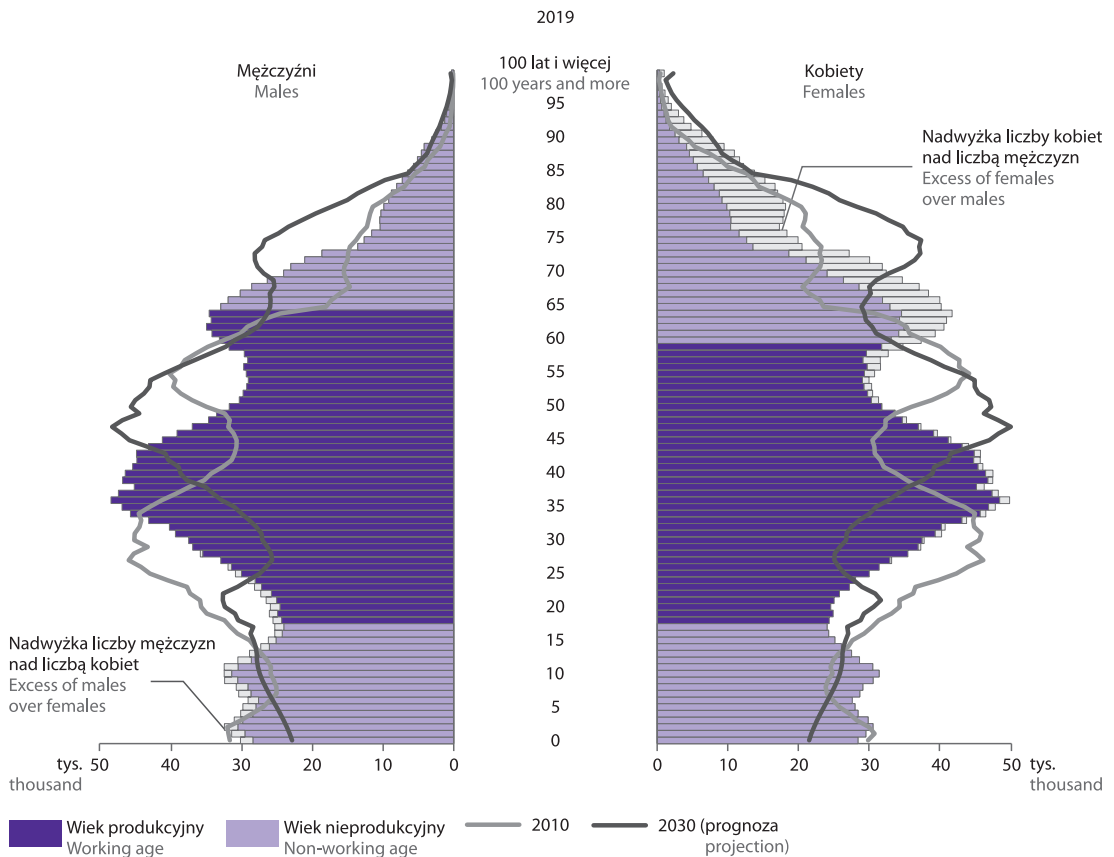 2019
Mężczyźni
Males
100 lat i więcej
100 years and more
Kobiety
Females
95
90
85
80
75
70
65
60
55
50
45
40
35
30
25
20
15
10
5
0
Nadwyżka liczby kobiet
nad liczbą mężczyzn
Excess of females
over males
Nadwyżka liczby mężczyzn
nad liczbą kobiet
Excess of males
over females
50 40 30 20 10 0
tys.
thousand
0 10 20 30 40 50
tys.
thousand
Wiek produkcyjny
Working age
Wiek nieprodukcyjny
Non-working age
2010
2030 (prognoza
projection)